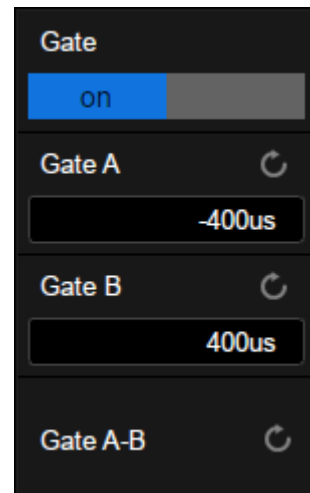 Gate
on
Gate A
-400us
Gate B
400us
Gate A-B